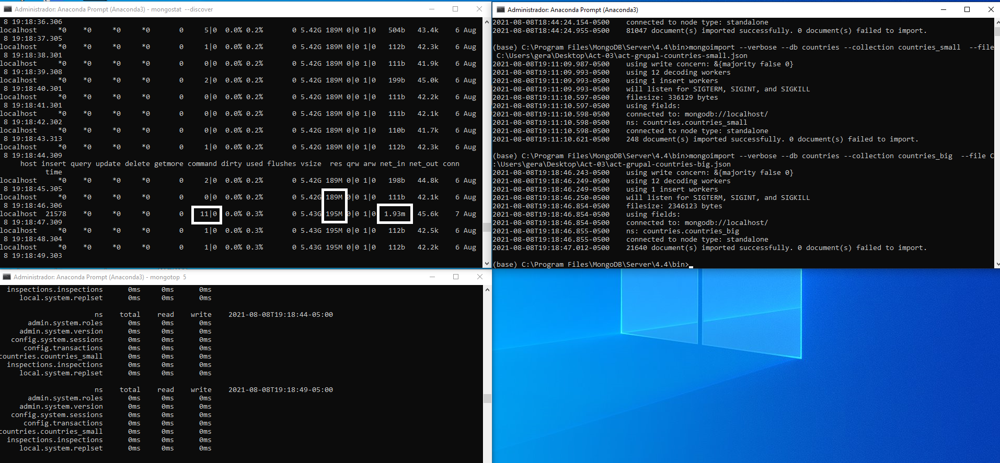 Administrador: Anaconda Prompt (Anaconda3) - mongostat --discover
8 19:18:36.306
localhost *0 *0 *0 *0 0 5|0 0.0% 0.2% 0 5.42G 189M 0|0 1|0 504b 43.4k 6 Aug
8 19:18:37.305
localhost *0 *0 *0 *0 0 1|0 0.0% 0.2% 0 5.42G 189M 0|0 1|0 112b 42.3k 6 Aug
8 19:18:38.301
localhost *0 *0 *0 *0 0 0|0 0.0% 0.2% 0 5.42G 189M 0|0 1|0 111b 41.9k 6 Aug
8 19:18:39.308
localhost *0 *0 *0 *0 0 2|0 0.0% 0.2% 0 5.42G 189M 0|0 1|0 199b 45.0k 6 Aug
8 19:18:40.301
localhost *0 *0 *0 *0 0 0|0 0.0% 0.2% 0 5.42G 189M 0|0 1|0 112b 42.2k 6 Aug
8 19:18:41.301
localhost *0 *0 *0 *0 0 0|0 0.0% 0.2% 0 5.42G 189M 0|0 1|0 111b 42.1k 6 Aug
8 19:18:42.302
localhost *0 *0 *0 *0 0 0|0 0.0% 0.2% 0 5.42G 189M 0|0 1|0 110b 41.7k 6 Aug
8 19:18:43.313
localhost *0 *0 *0 *0 0 1|0 0.0% 0.2% 0 5.42G 189M 0|0 1|0 112b 42.3k 6 Aug
8 19:18:44.309
host insert query update delete getmore command dirty used flushes vsize res qrw arw net_in net_out conn
time
localhost *0 *0 *0 *0 0 2|0 0.0% 0.2% 0 5.42G 189M 0|0 1|0 198b 44.8k 6 Aug
8 19:18:45.305
localhost *0 *0 *0 *0 0 0|0 0.0% 0.2% 0 5.42G 189M 0|0 1|0 111b 42.1k 6 Aug
8 19:18:46.306
localhost 21578 *0 *0 *0 0 11|0 0.0% 0.3% 0 5.43G 195M 0|0 1|0 1.93m 45.6k 7 Aug
8 19:18:47.309
localhost *0 *0 *0 *0 0 1|0 0.0% 0.3% 0 5.43G 195M 0|0 1|0 112b 42.5k 6 Aug
8 19:18:48.304
localhost *0 *0 *0 *0 0 1|0 0.0% 0.3% 0 5.43G 195M 0|0 1|0 112b 42.2k 6 Aug
8 19:18:49.303
Administrador: Anaconda Prompt (Anaconda3)
2021-08-08T18:44:24.154-0500 connected to node type: standalone
2021-08-08T18:44:24.955-0500 81047 document(s) imported successfully. 0 document(s) failed to import.
(base) C:\Program Files\MongoDB\Server\4.4\bin>mongoimport --verbose --db countries --collection countries_small --file
C:\Users\gera\Desktop\Act-03\act-grupal-countries-small.json
2021-08-08T19:11:09.987-0500 using write concern: &{majority false 0}
2021-08-08T19:11:09.993-0500 using 12 decoding workers
2021-08-08T19:11:09.993-0500 using 1 insert workers
2021-08-08T19:11:09.993-0500 will listen for SIGTERM, SIGINT, and SIGKILL
2021-08-08T19:11:10.597-0500 filesize: 336129 bytes
2021-08-08T19:11:10.597-0500 using fields:
2021-08-08T19:11:10.598-0500 connected to: mongodb://localhost/
2021-08-08T19:11:10.598-0500 ns: countries.countries_small
2021-08-08T19:11:10.598-0500 connected to node type: standalone
2021-08-08T19:11:10.621-0500 248 document(s) imported successfully. 0 document(s) failed to import.
(base) C:\Program Files\MongoDB\Server\4.4\bin>mongoimport --verbose --db countries --collection countries_big --file C
:\Users\gera\Desktop\Act-03\act-grupal-countries-big.json
2021-08-08T19:18:46.243-0500 using write concern: &{majority false 0}
2021-08-08T19:18:46.249-0500 using 12 decoding workers
2021-08-08T19:18:46.249-0500 using 1 insert workers
2021-08-08T19:18:46.250-0500 will listen for SIGTERM, SIGINT, and SIGKILL
2021-08-08T19:18:46.854-0500 filesize: 2346123 bytes
2021-08-08T19:18:46.854-0500 using fields:
2021-08-08T19:18:46.854-0500 connected to: mongodb://localhost/
2021-08-08T19:18:46.855-0500 ns: countries.countries_big
2021-08-08T19:18:46.855-0500 connected to node type: standalone
2021-08-08T19:18:47.012-0500 21640 document(s) imported successfully. 0 document(s) failed to import.
(base) C:\Program Files\MongoDB\Server\4.4\bin>
Administrador: Anaconda Prompt (Anaconda3) - mongotop 5
inspections.inspections 0ms 0ms 0ms
local.system.replset 0ms 0ms 0ms
ns total read write 2021-08-08T19:18:44-05:00
admin.system.roles 0ms 0ms 0ms
admin.system.version 0ms 0ms 0ms
config.system.sessions 0ms 0ms 0ms
config.transactions 0ms 0ms 0ms
countries.countries_small 0ms 0ms 0ms
inspections.inspections 0ms 0ms 0ms
local.system.replset 0ms 0ms 0ms
ns total read write 2021-08-08T19:18:49-05:00
admin.system.roles 0ms 0ms 0ms
admin.system.version 0ms 0ms 0ms
config.system.sessions 0ms 0ms 0ms
config.transactions 0ms 0ms 0ms
countries.countries_small 0ms 0ms 0ms
inspections.inspections 0ms 0ms 0ms
local.system.replset 0ms 0ms 0ms